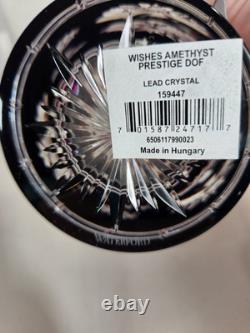 WISHES AMETHYST
PRESTIGE DOF
LEAD CRYSTAL
159447
7 01587 24717 7
6506117990023
Made in Hungary
WATERFORD